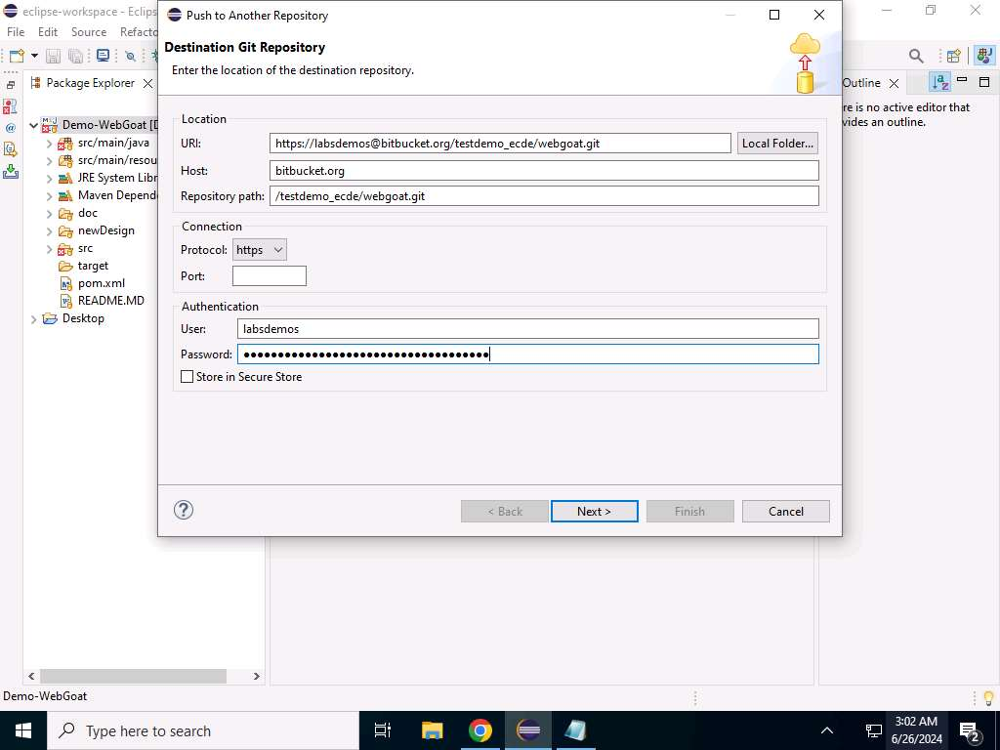 eclipse-workspace - Eclips
Push to Another Repository
File Edit Source Refacto
Destination Git Repository
Enter the location of the destination repository.
Package Explorer
Outline
re is no active editor that
vides an outline.
Location
URI: https://labsdemos@bitbucket.org/testdemo_ecde/webgoat.git Local Folder...
Host: bitbucket.org
Repository path: /testdemo_ecde/webgoat.git
Connection
Protocol: https
Port:
Authentication
User: labsdemos
Password: ••••••••••••••••••••••••••••••••••••
Store in Secure Store
Demo-WebGoat [D
src/main/java
src/main/resou
JRE System Libr
Maven Depend
doc
newDesign
src
target
pom.xml
README.MD
Desktop
< Back Next > Finish Cancel
Demo-WebGoat
Type here to search
3:02 AM
6/26/2024
2